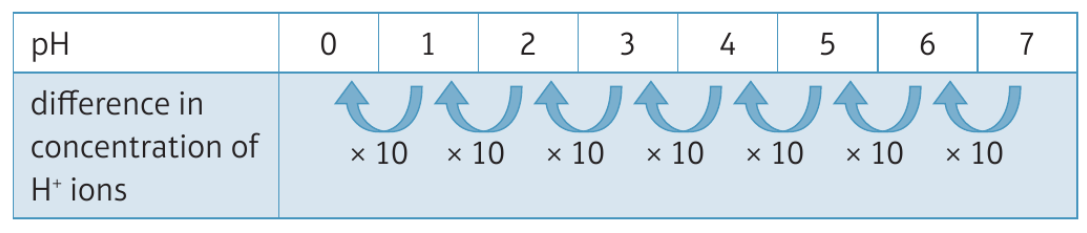 pH 0 1 2 3 4 5 6 7
difference in
concentration of
H⁺ ions
× 10 × 10 × 10 × 10 × 10 × 10 × 10